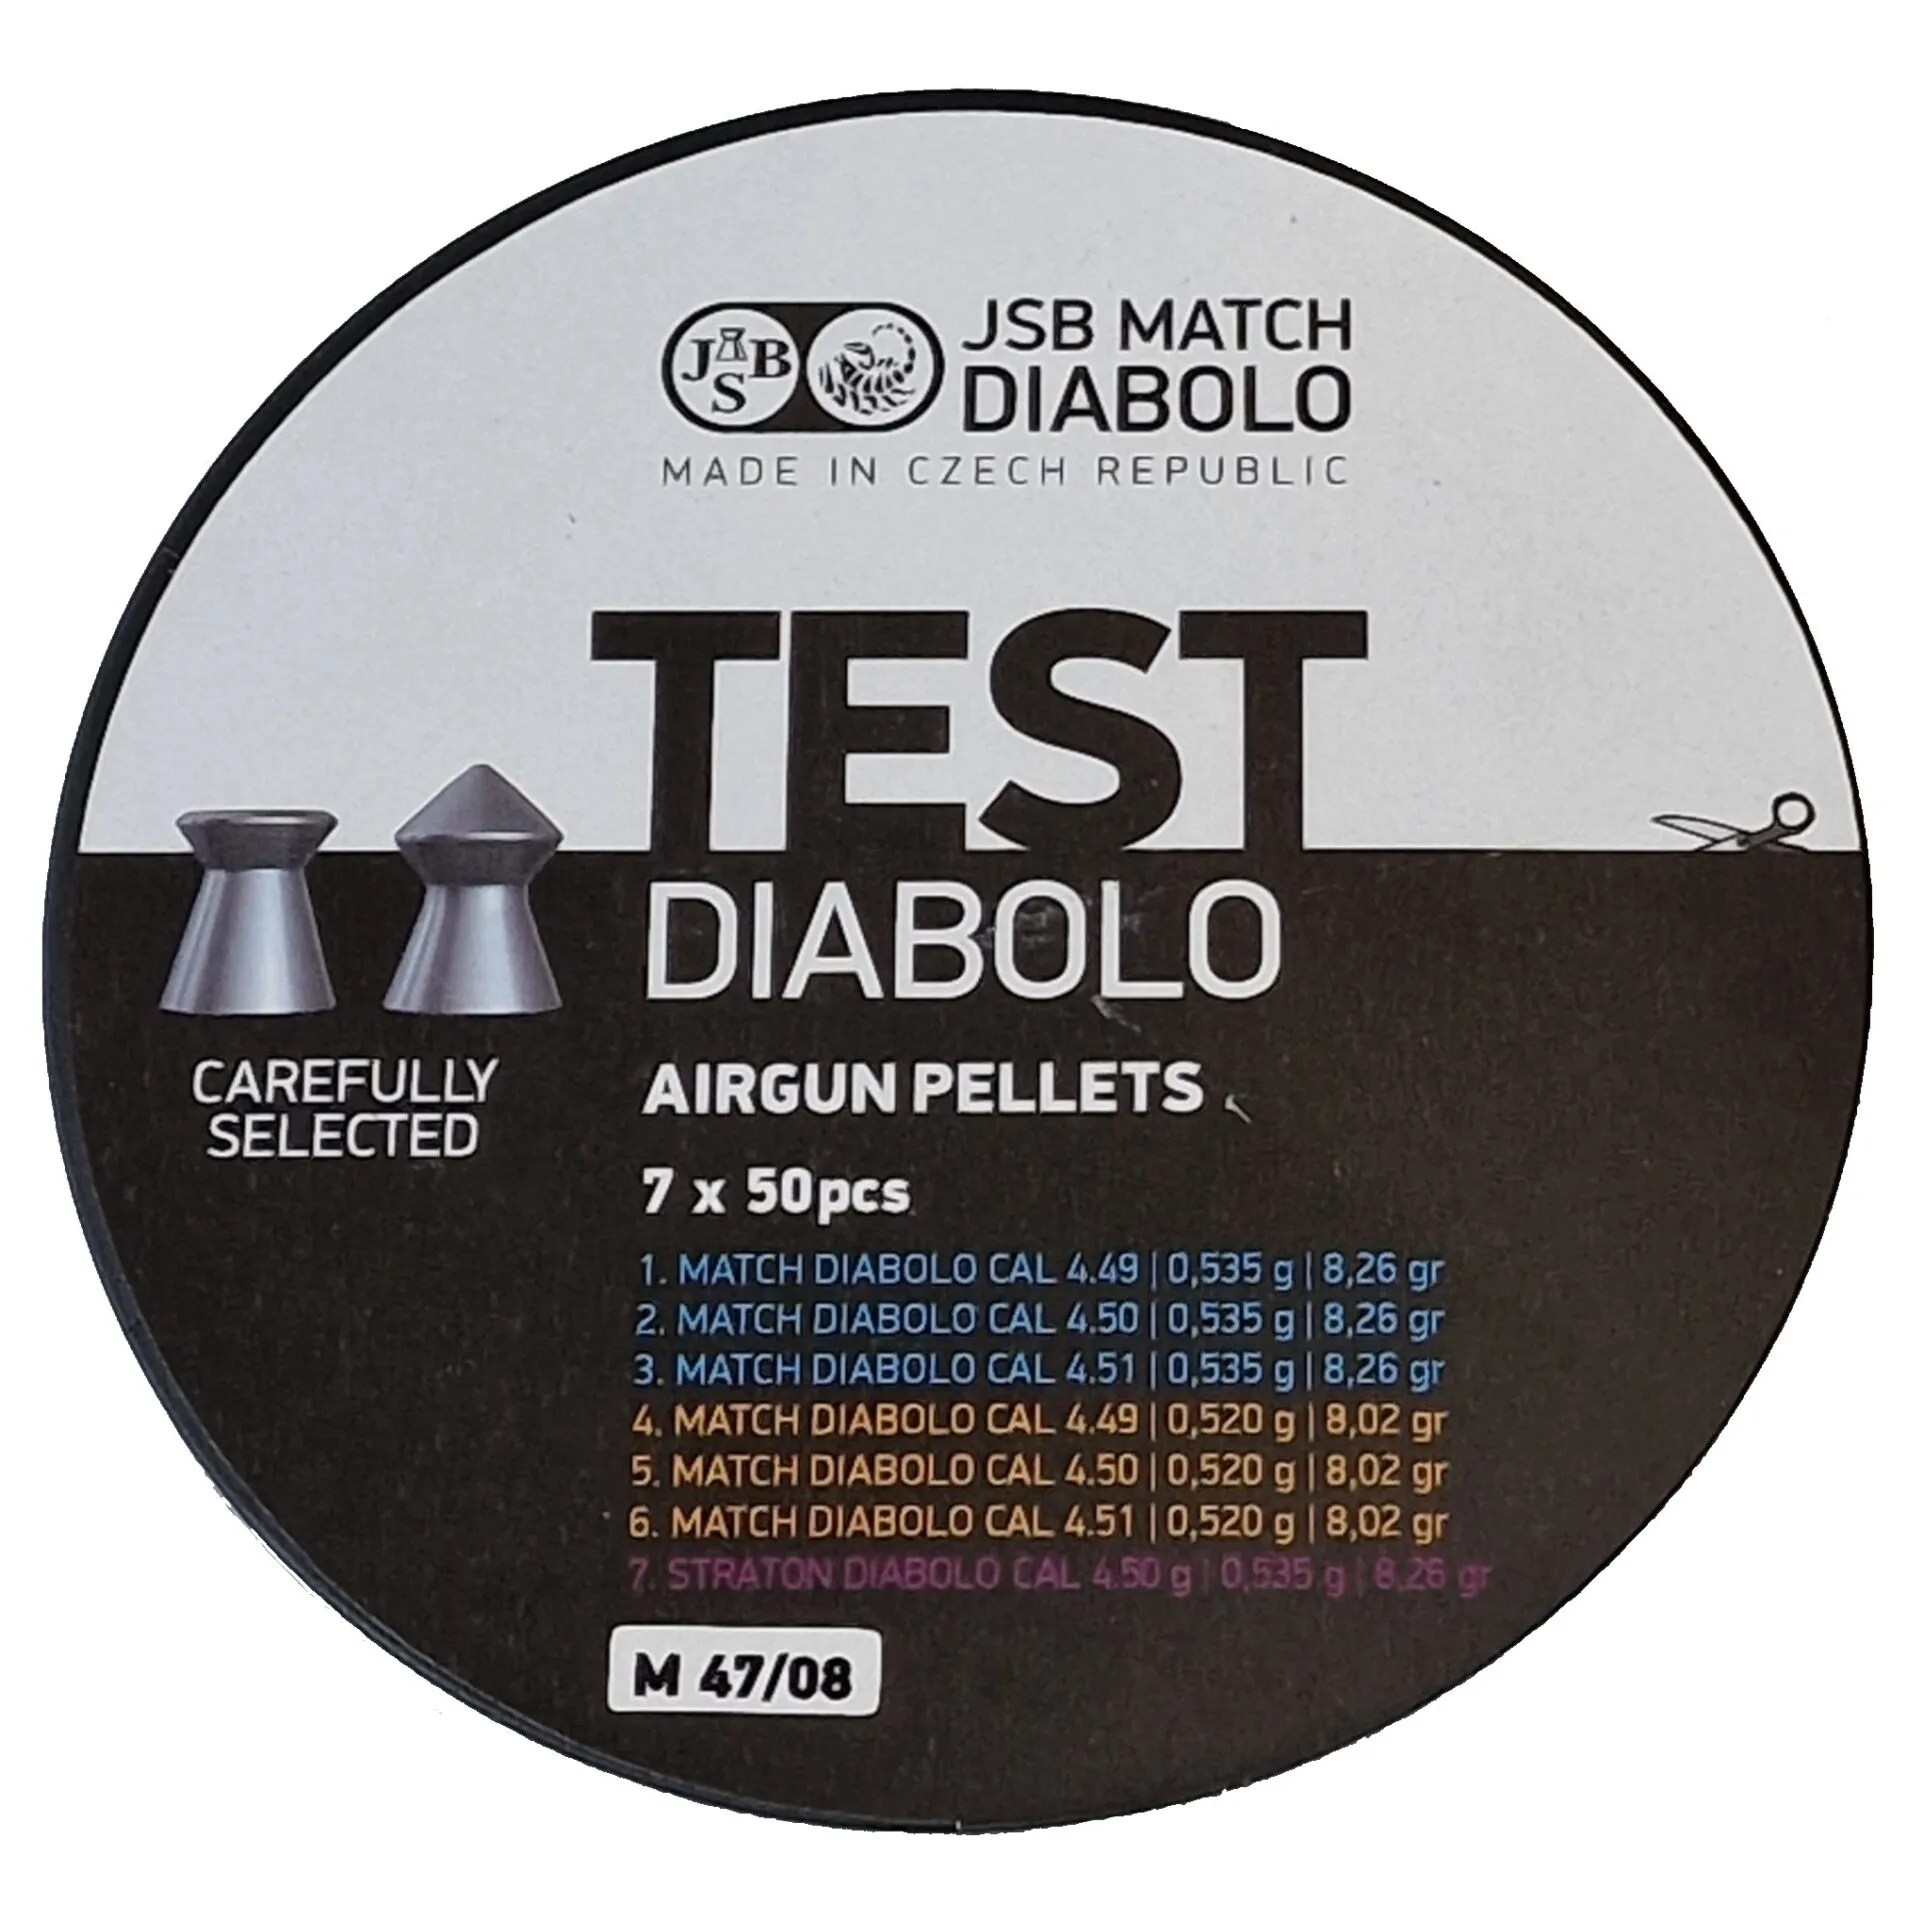 JSB
JSB MATCH
DIABOLO
MADE IN CZECH REPUBLIC
TEST
DIABOLO
CAREFULLY
SELECTED
AIRGUN PELLETS
7 x 50pcs
1. MATCH DIABOLO CAL 4.49 | 0,535 g | 8,26 gr
2. MATCH DIABOLO CAL 4.50 | 0,535 g | 8,26 gr
3. MATCH DIABOLO CAL 4.51 | 0,535 g | 8,26 gr
4. MATCH DIABOLO CAL 4.49 | 0,520 g | 8,02 gr
5. MATCH DIABOLO CAL 4.50 | 0,520 g | 8,02 gr
6. MATCH DIABOLO CAL 4.51 | 0,520 g | 8,02 gr
7. STRATON DIABOLO CAL 4.50 g | 0,535 g | 8,26 gr
M 47/08